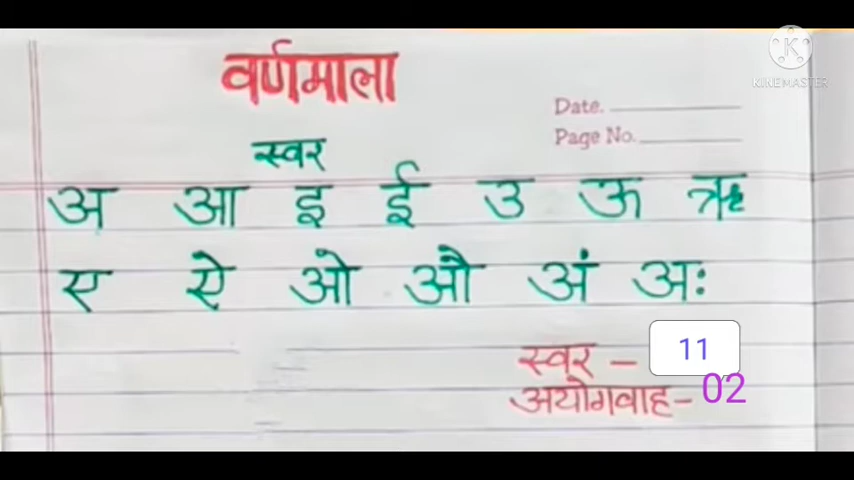 वर्णमाला
KINEMASTER
Date.
Page No.
स्वर
अ आ इ ई उ ऊ ऋ
ए ऐ ओ औ अं अः
स्वर - 11
अयोगवाह - 02